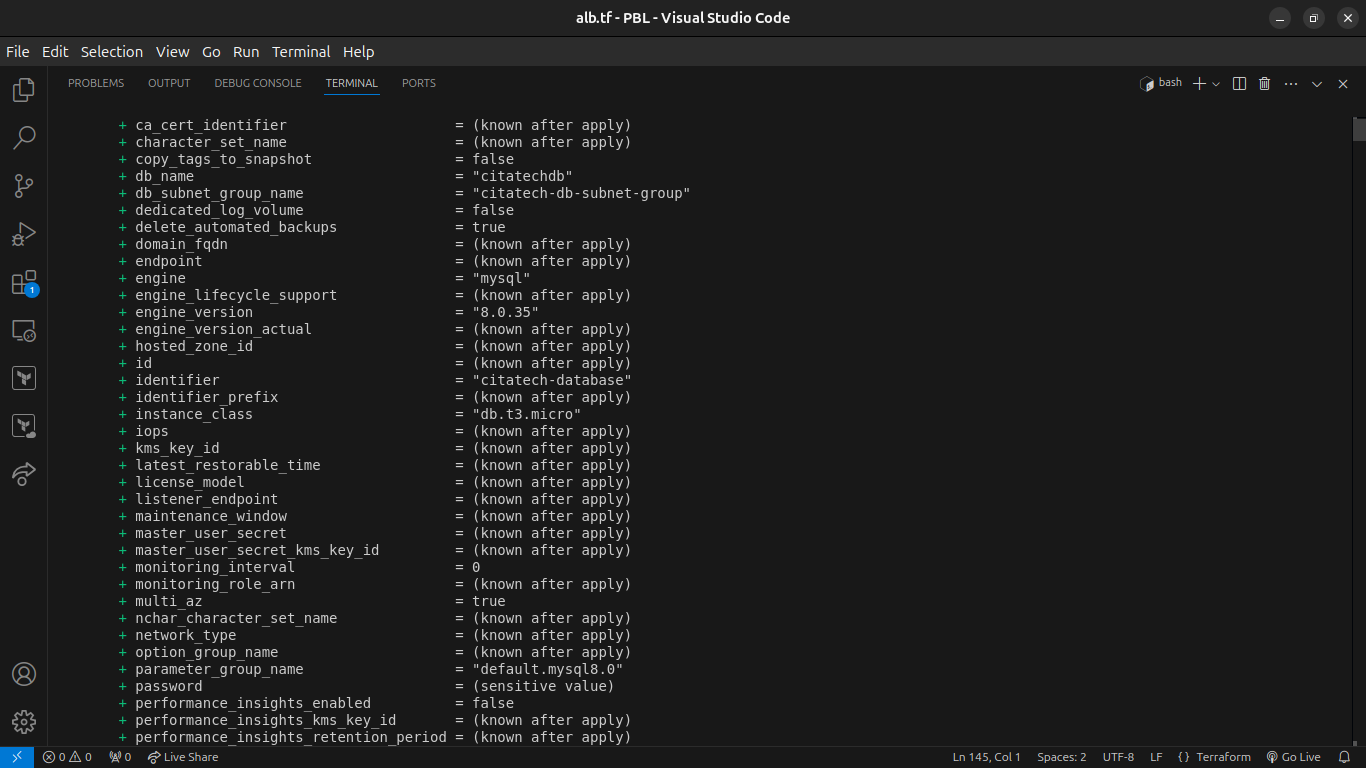 alb.tf - PBL - Visual Studio Code
File Edit Selection View Go Run Terminal Help
PROBLEMS OUTPUT DEBUG CONSOLE TERMINAL PORTS bash
+ ca_cert_identifier = (known after apply)
+ character_set_name = (known after apply)
+ copy_tags_to_snapshot = false
+ db_name = "citatechdb"
+ db_subnet_group_name = "citatech-db-subnet-group"
+ dedicated_log_volume = false
+ delete_automated_backups = true
+ domain_fqdn = (known after apply)
+ endpoint = (known after apply)
+ engine = "mysql"
+ engine_lifecycle_support = (known after apply)
+ engine_version = "8.0.35"
+ engine_version_actual = (known after apply)
+ hosted_zone_id = (known after apply)
+ id = (known after apply)
+ identifier = "citatech-database"
+ identifier_prefix = (known after apply)
+ instance_class = "db.t3.micro"
+ iops = (known after apply)
+ kms_key_id = (known after apply)
+ latest_restorable_time = (known after apply)
+ license_model = (known after apply)
+ listener_endpoint = (known after apply)
+ maintenance_window = (known after apply)
+ master_user_secret = (known after apply)
+ master_user_secret_kms_key_id = (known after apply)
+ monitoring_interval = 0
+ monitoring_role_arn = (known after apply)
+ multi_az = true
+ nchar_character_set_name = (known after apply)
+ network_type = (known after apply)
+ option_group_name = (known after apply)
+ parameter_group_name = "default.mysql8.0"
+ password = (sensitive value)
+ performance_insights_enabled = false
+ performance_insights_kms_key_id = (known after apply)
+ performance_insights_retention_period = (known after apply)
1
0 0 0 Live Share Ln 145, Col 1 Spaces: 2 UTF-8 LF { } Terraform Go Live